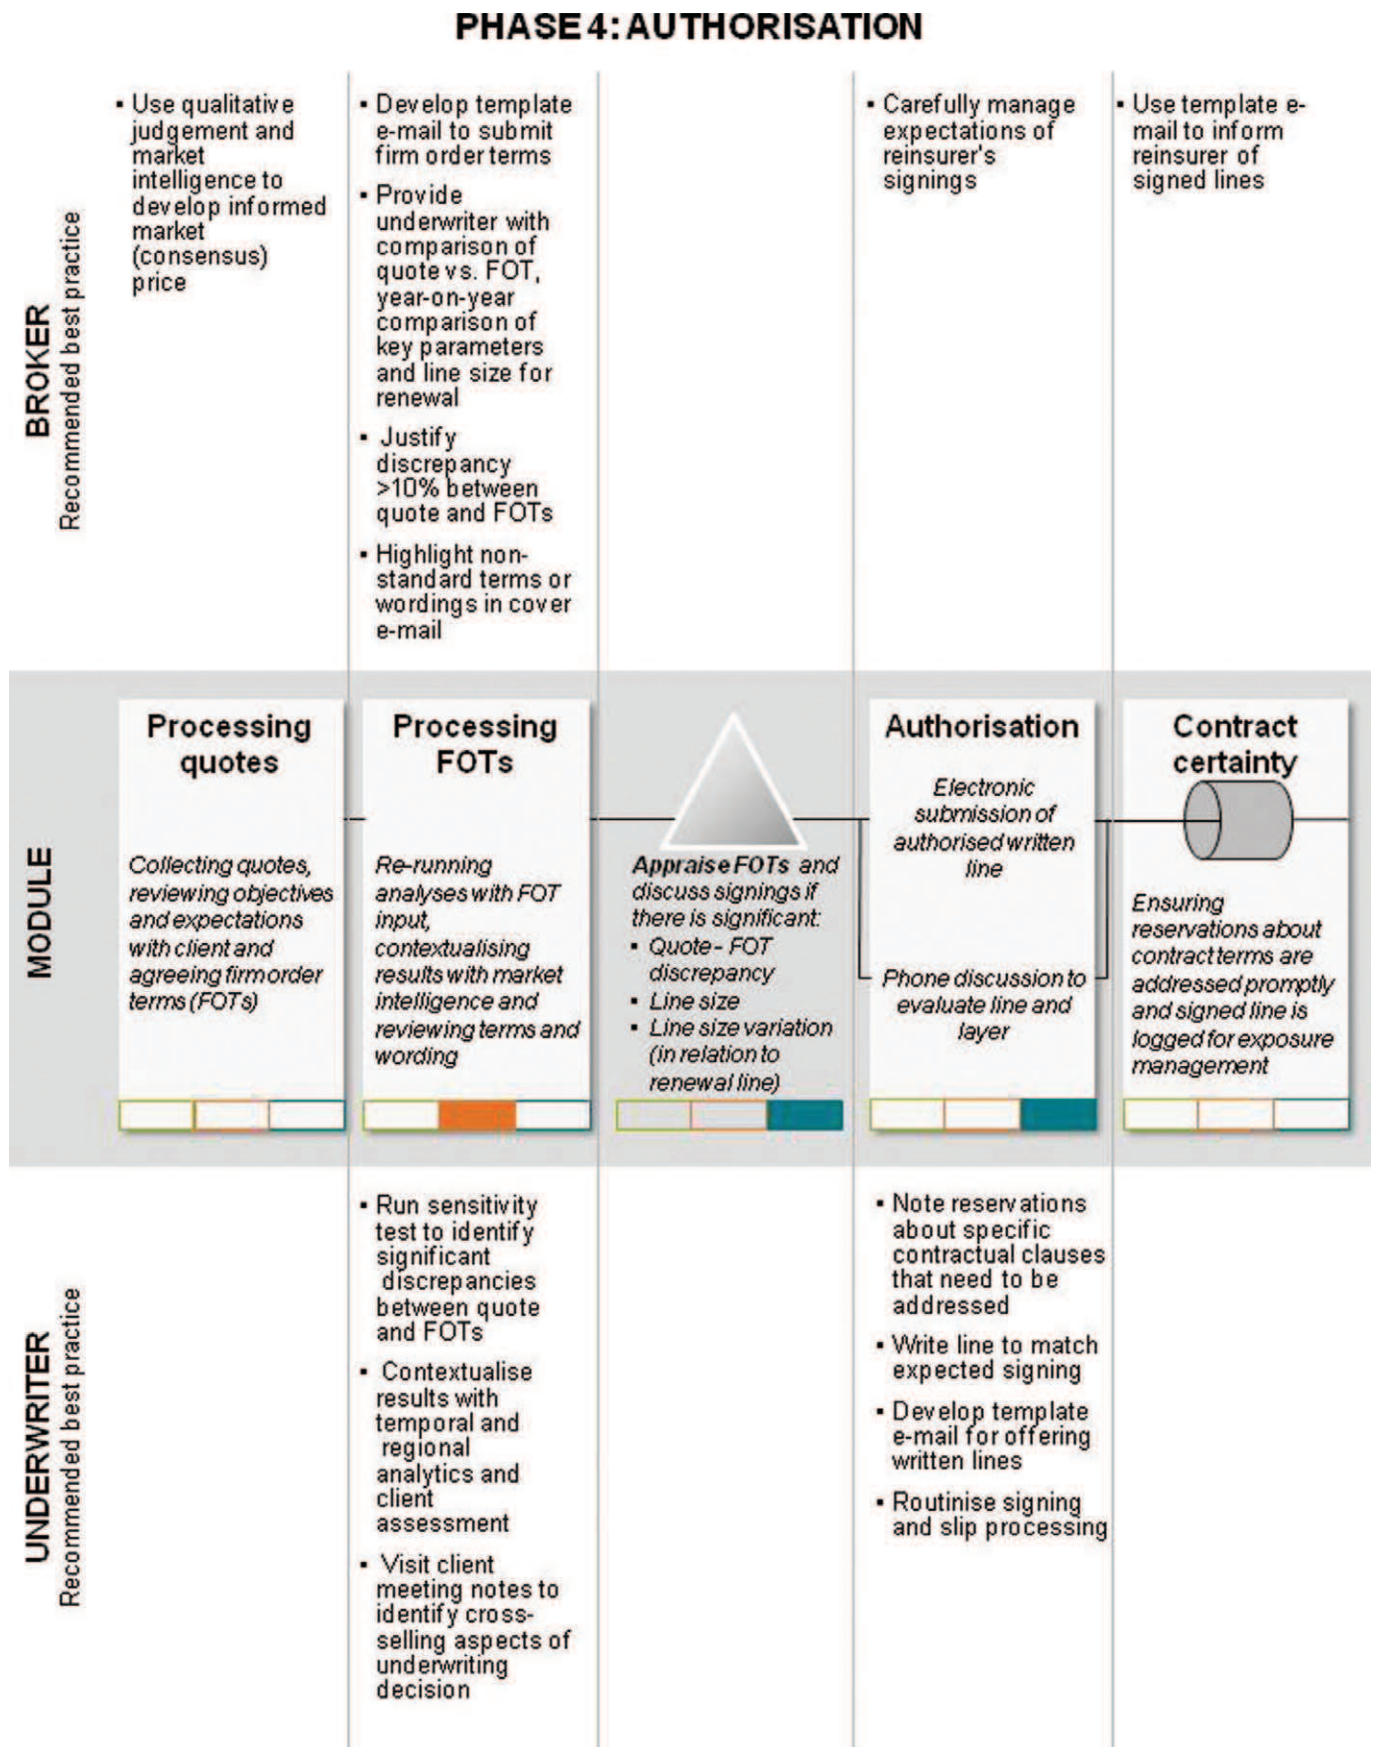 PHASE 4: AUTHORISATION
BROKER
Recommended best practice
▪ Use qualitative
judgement and
market
intelligence to
develop informed
market
(consensus)
price
▪ Develop template
e-mail to submit
firm order terms
▪ Provide
underwriter with
comparison of
quote vs. FOT,
year-on-year
comparison of
key parameters
and line size for
renewal
▪ Justify
discrepancy
>10% between
quote and FOTs
▪ Highlight non-
standard terms or
wordings in cover
e-mail
▪ Carefully manage
expectations of
reinsurer's
signings
▪ Use template e-
mail to inform
reinsurer of
signed lines
MODULE
Processing
quotes
Collecting quotes,
reviewing objectives
and expectations
with client and
agreeing firm order
terms (FOTs)
Processing
FOTs
Re-running
analyses with FOT
input,
contextualising
results with market
intelligence and
reviewing terms and
wording
Appraise FOTs and
discuss signings if
there is significant:
▪ Quote - FOT
discrepancy
▪ Line size
▪ Line size variation
(in relation to
renewal line)
Authorisation
Electronic
submission of
authorised written
line
Phone discussion to
evaluate line and
layer
Contract
certainty
Ensuring
reservations about
contract terms are
addressed promptly
and signed line is
logged for exposure
management
UNDERWRITER
Recommended best practice
▪ Run sensitivity
test to identify
significant
discrepancies
between quote
and FOTs
▪ Contextualise
results with
temporal and
regional
analytics and
client
assessment
▪ Visit client
meeting notes to
identify cross-
selling aspects of
underwriting
decision
▪ Note reservations
about specific
contractual clauses
that need to be
addressed
▪ Write line to match
expected signing
▪ Develop template
e-mail for offering
written lines
▪ Routinise signing
and slip processing